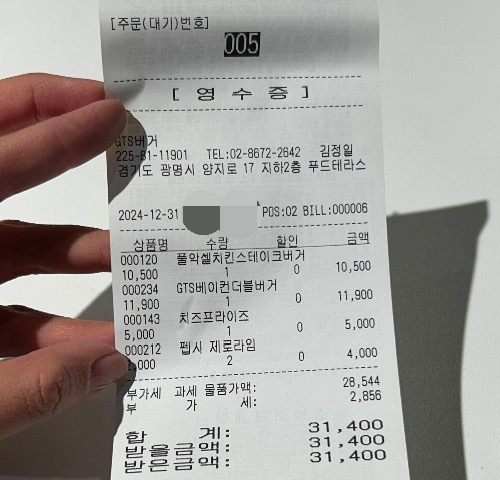 [주문(대기)번호]
005
[ 영 수 증 ]
GTS버거
225-81-11901 TEL:02-8672-2642 김정일
경기도 광명시 양지로 17 지하2층 푸드테라스
2024-12-31 POS:02 BILL:000006
상품명 수량 할인 금액
000120 풀악셀치킨스테이크버거
10,500 1 0 10,500
000234 GTS베이컨더블버거
11,900 1 0 11,900
000143 치즈프라이즈
5,000 1 0 5,000
000212 펩시 제로라임
,000 2 0 4,000
부가세 과세 물품가액: 28,544
부 가 세: 2,856
합 계: 31,400
받을금액: 31,400
받은금액: 31,400